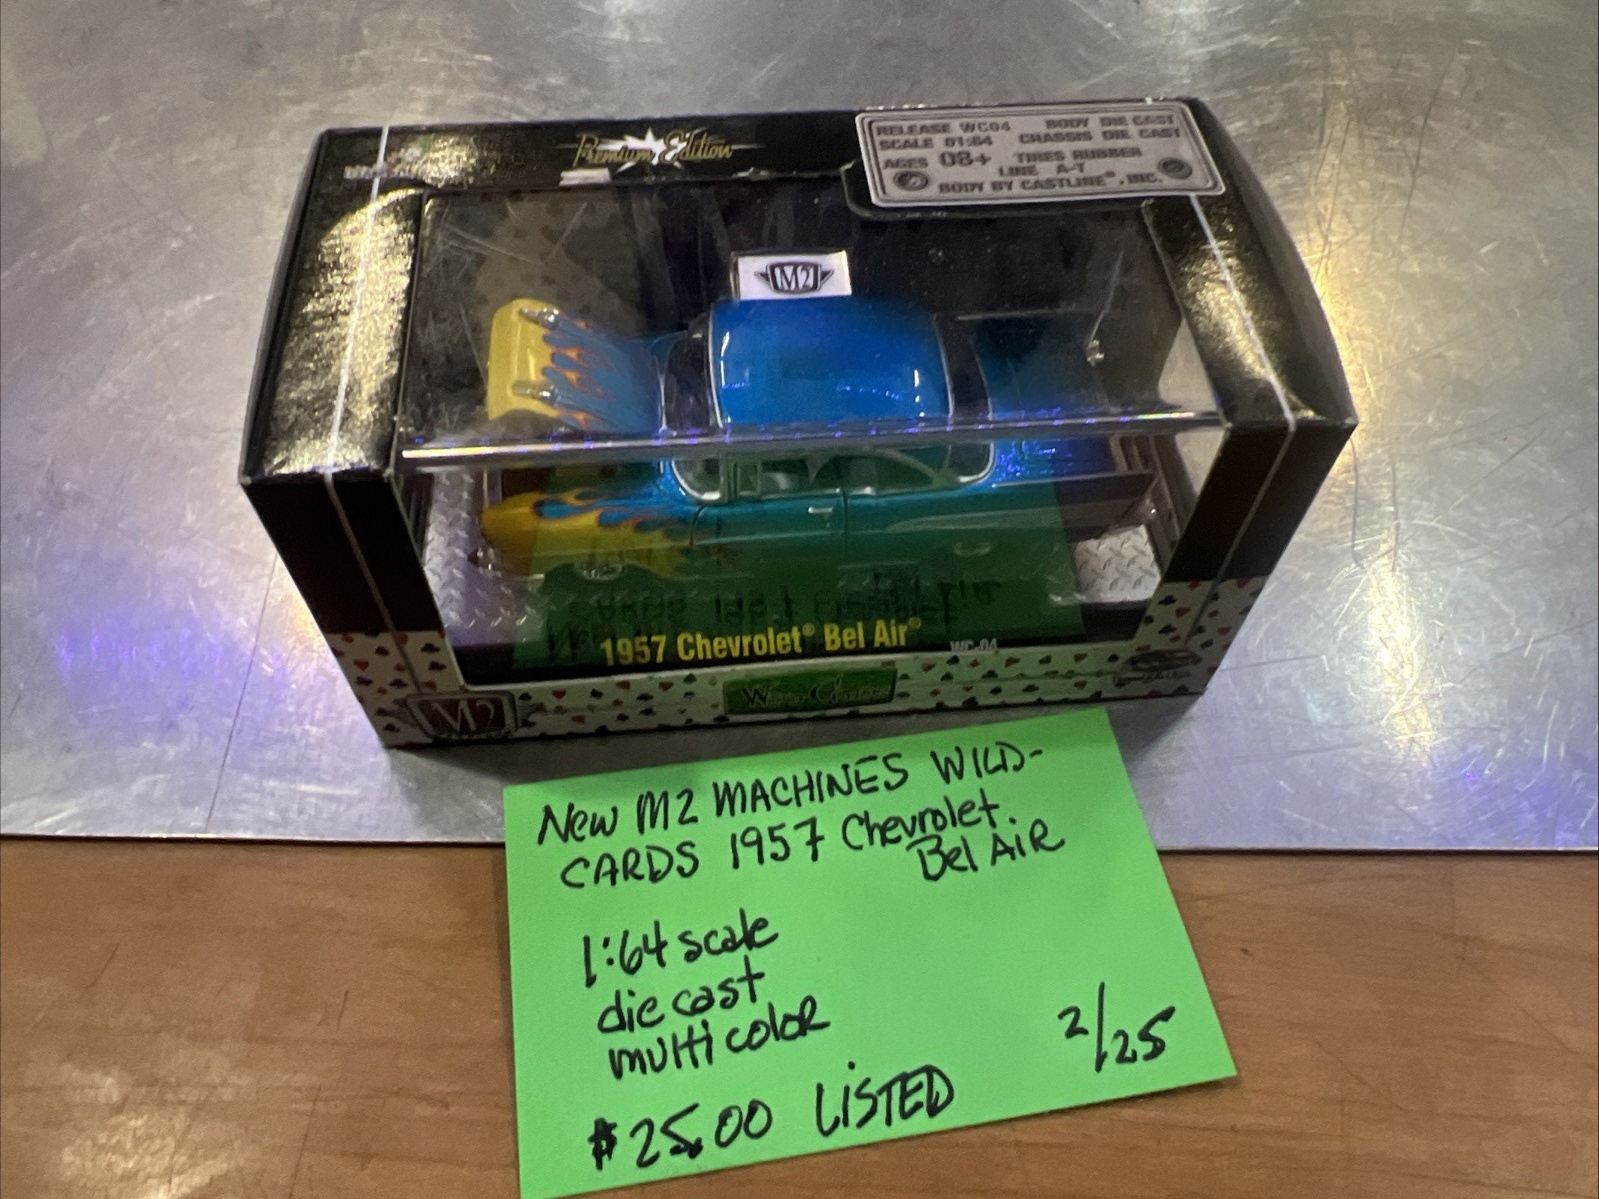 Premium Edition
RELEASE WC04 BODY DIE CAST
SCALE 01:64 CHASSIS DIE CAST
AGES 08+ TIRES RUBBER
LINE A-T
BODY BY CASTLINE®, INC.
M2
1957 Chevrolet® Bel Air®
WC-04
M2
Wild Cards
New M2 MACHINES WILD-
CARDS 1957 Chevrolet.
Bel AiR
1:64 scale
die cast
multi color
2/25
$25.00 LiSTED